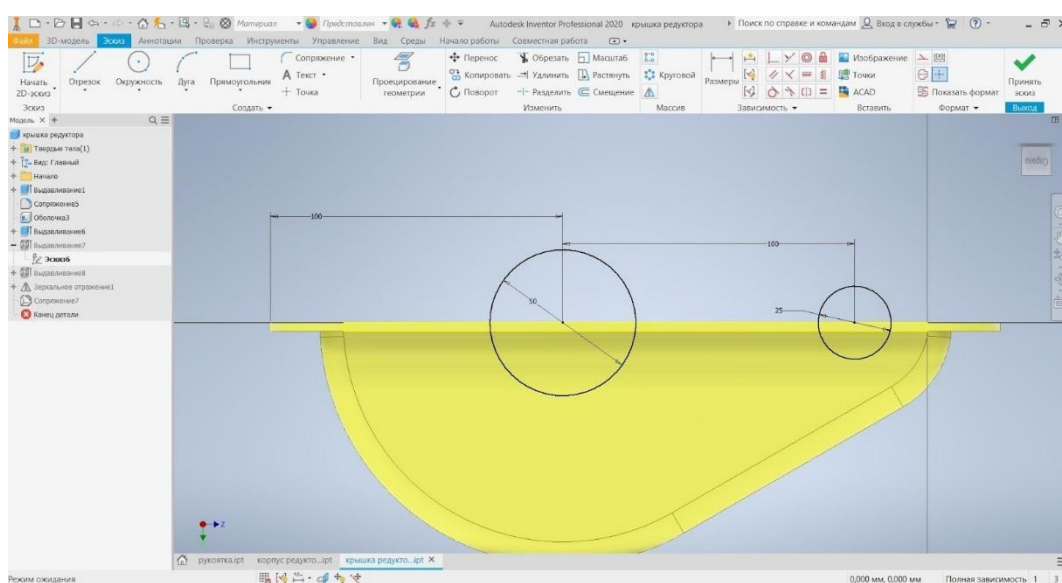 Материал Представлен fx Autodesk Inventor Professional 2020 крышка редуктора Поиск по справке и командам Вход в службы
Файл 3D-модель Эскиз Аннотации Проверка Инструменты Управление Вид Среды Начало работы Совместная работа
Начать 2D-эскиз
Отрезок
Окружность
Дуга
Прямоугольник
Сопряжение
A Текст
Точка
Проецирование геометрии
Перенос
Копировать
Поворот
Обрезать
Удлинить
Разделить
Масштаб
Растянуть
Смещение
Круговой
Размеры
Изображение
Точки
ACAD
Показать формат
Принять эскиз
Эскиз Создать Изменить Массив Зависимость Вставить Формат Выход
Модель X +
крышка редуктора
Твердые тела(1)
Вид: Главный
Начало
Выдавливание1
Сопряжение5
Оболочка3
Выдавливание6
Выдавливание7
Эскиз6
Выдавливание8
Зеркальное отражение1
Сопряжение7
Конец детали
100
100
50
25
Z
рукоятка.ipt корпус редукто...ipt крышка редукто...ipt X
Режим ожидания 0,000 мм, 0,000 мм Полная зависимость 1